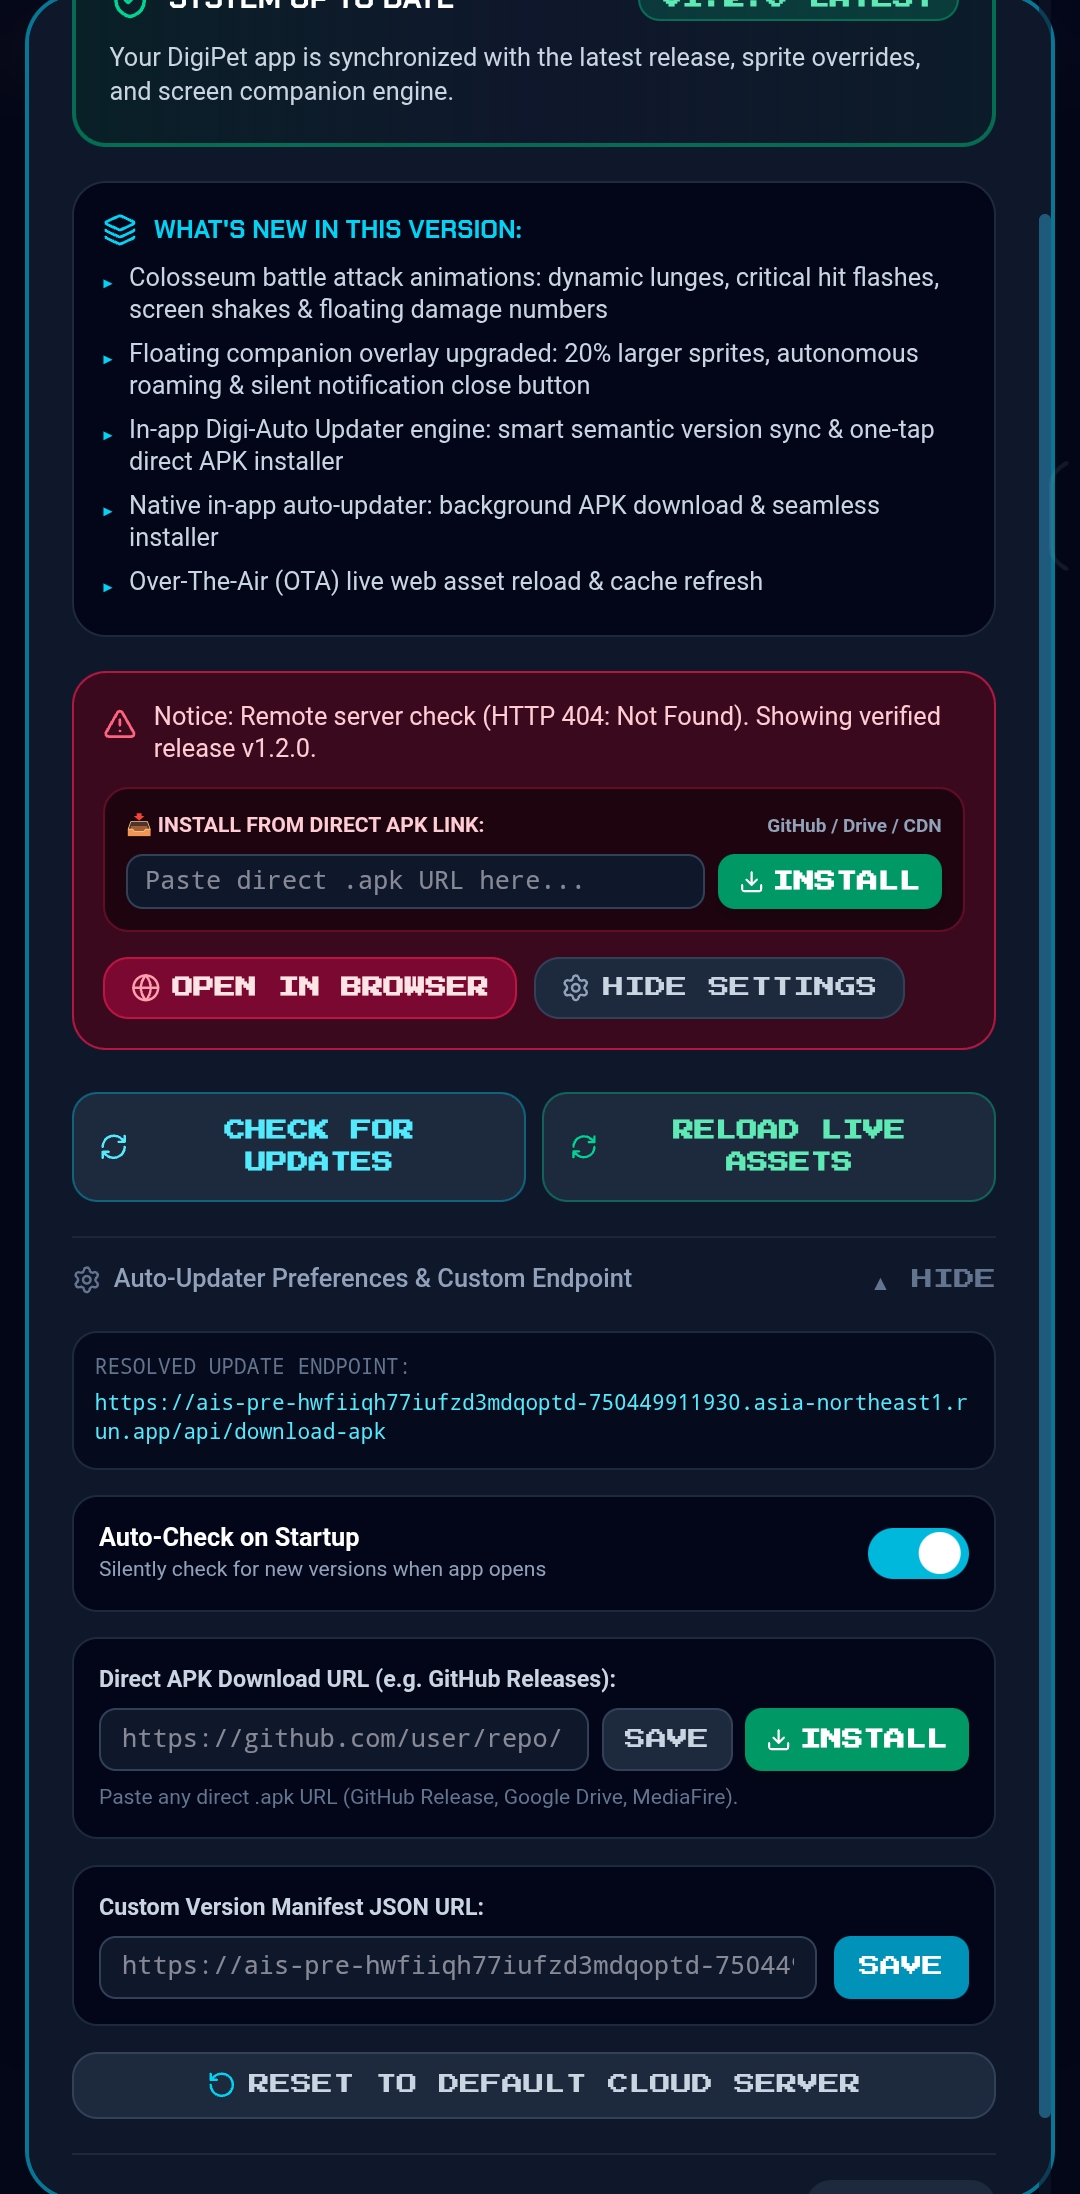 SYSTEM UP TO DATE
V1.2.0 LATEST
Your DigiPet app is synchronized with the latest release, sprite overrides,
and screen companion engine.
WHAT'S NEW IN THIS VERSION:
▸ Colosseum battle attack animations: dynamic lunges, critical hit flashes,
screen shakes & floating damage numbers
▸ Floating companion overlay upgraded: 20% larger sprites, autonomous
roaming & silent notification close button
▸ In-app Digi-Auto Updater engine: smart semantic version sync & one-tap
direct APK installer
▸ Native in-app auto-updater: background APK download & seamless
installer
▸ Over-The-Air (OTA) live web asset reload & cache refresh
Notice: Remote server check (HTTP 404: Not Found). Showing verified
release v1.2.0.
📥 INSTALL FROM DIRECT APK LINK:
GitHub / Drive / CDN
Paste direct .apk URL here...
INSTALL
OPEN IN BROWSER
HIDE SETTINGS
CHECK FOR
UPDATES
RELOAD LIVE
ASSETS
Auto-Updater Preferences & Custom Endpoint
▲ HIDE
RESOLVED UPDATE ENDPOINT:
https://ais-pre-hwfiiqh77iufzd3mdqoptd-750449911930.asia-northeast1.r
un.app/api/download-apk
Auto-Check on Startup
Silently check for new versions when app opens
Direct APK Download URL (e.g. GitHub Releases):
https://github.com/user/repo/
SAVE
INSTALL
Paste any direct .apk URL (GitHub Release, Google Drive, MediaFire).
Custom Version Manifest JSON URL:
https://ais-pre-hwfiiqh77iufzd3mdqoptd-75044
SAVE
RESET TO DEFAULT CLOUD SERVER